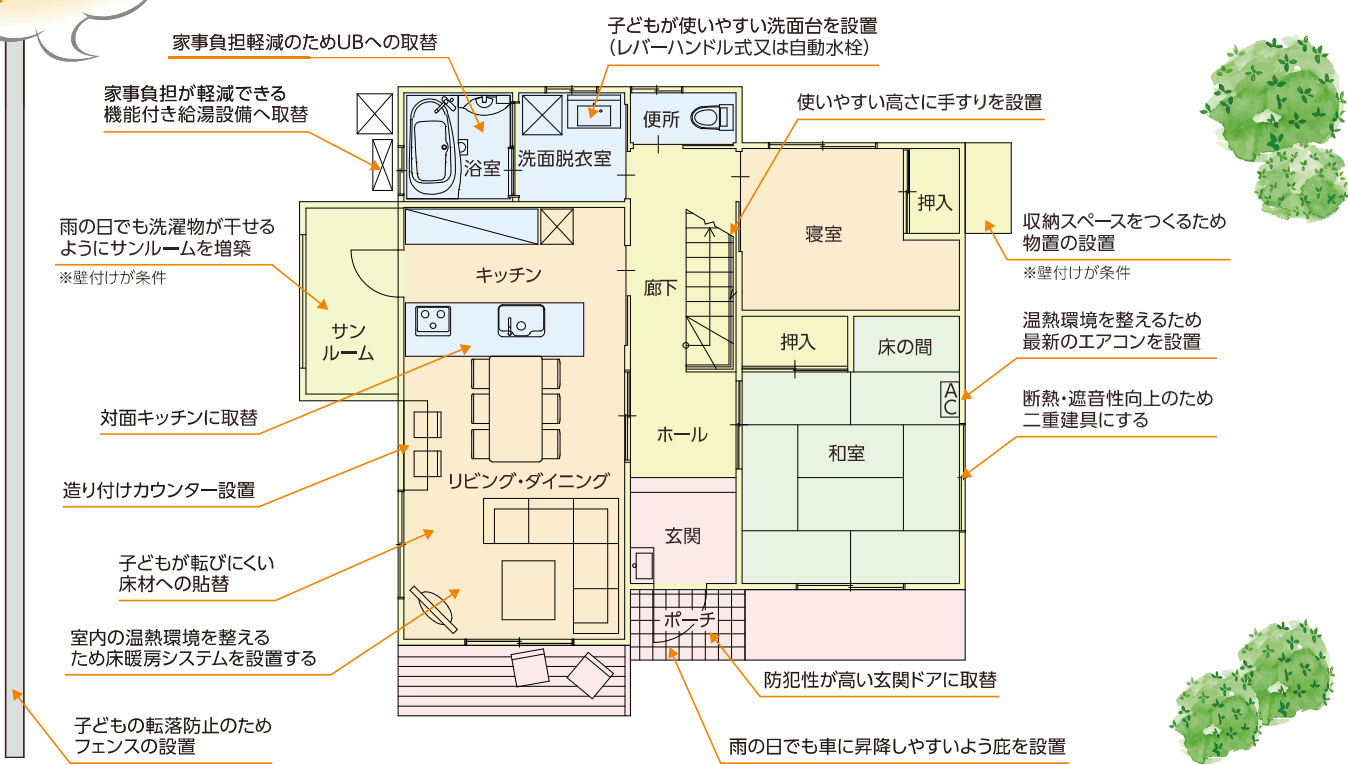 子どもが使いやすい洗面台を設置
（レバーハンドル式又は自動水栓）
家事負担軽減のためUBへの取替
家事負担が軽減できる
機能付き給湯設備へ取替
使いやすい高さに手すりを設置
便所
浴室
洗面脱衣室
押入
寝室
雨の日でも洗濯物が干せる
ようにサンルームを増築
※壁付けが条件
収納スペースをつくるため
物置の設置
※壁付けが条件
キッチン
廊下
サン
ルーム
押入
床の間
温熱環境を整えるため
最新のエアコンを設置
AC
断熱・遮音性向上のため
二重建具にする
対面キッチンに取替
ホール
和室
リビング・ダイニング
造り付けカウンター設置
玄関
子どもが転びにくい
床材への貼替
ポーチ
室内の温熱環境を整える
ため床暖房システムを設置する
防犯性が高い玄関ドアに取替
子どもの転落防止のため
フェンスの設置
雨の日でも車に昇降しやすいよう庇を設置